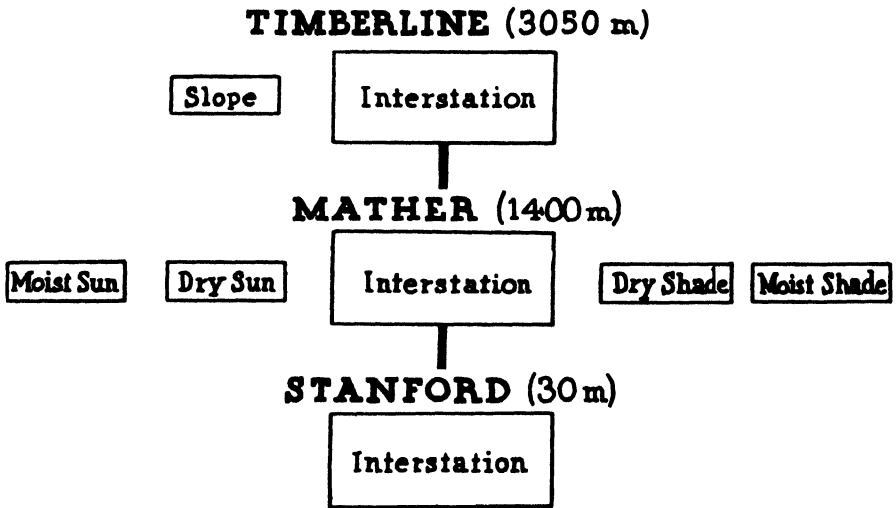 TIMBERLINE (3050 m)
Slope
Interstation
MATHER (1400 m)
Moist Sun
Dry Sun
Interstation
Dry Shade
Moist Shade
STANFORD (30 m)
Interstation